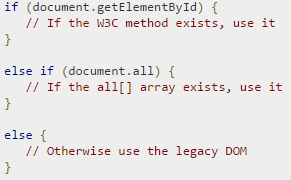 if (document.getElementById) {
   // If the W3C method exists, use it
}
else if (document.all) {
   // If the all[] array exists, use it
}
else {
   // Otherwise use the legacy DOM
}